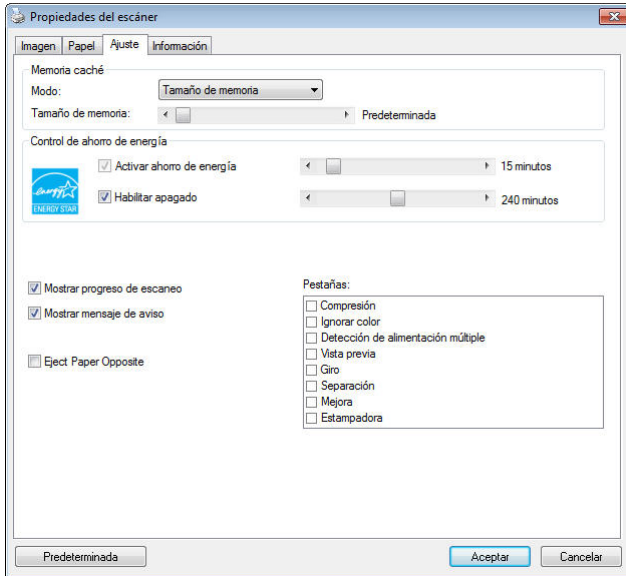 Propiedades del escáner
Imagen Papel Ajuste Información
Memoria caché
Modo: Tamaño de memoria
Tamaño de memoria: Predeterminada
Control de ahorro de energía
Activar ahorro de energía 15 minutos
energy
ENERGY STAR
Habilitar apagado 240 minutos
Mostrar progreso de escaneo
Mostrar mensaje de aviso
Eject Paper Opposite
Pestañas:
Compresión
Ignorar color
Detección de alimentación múltiple
Vista previa
Giro
Separación
Mejora
Estampadora
Predeterminada Aceptar Cancelar